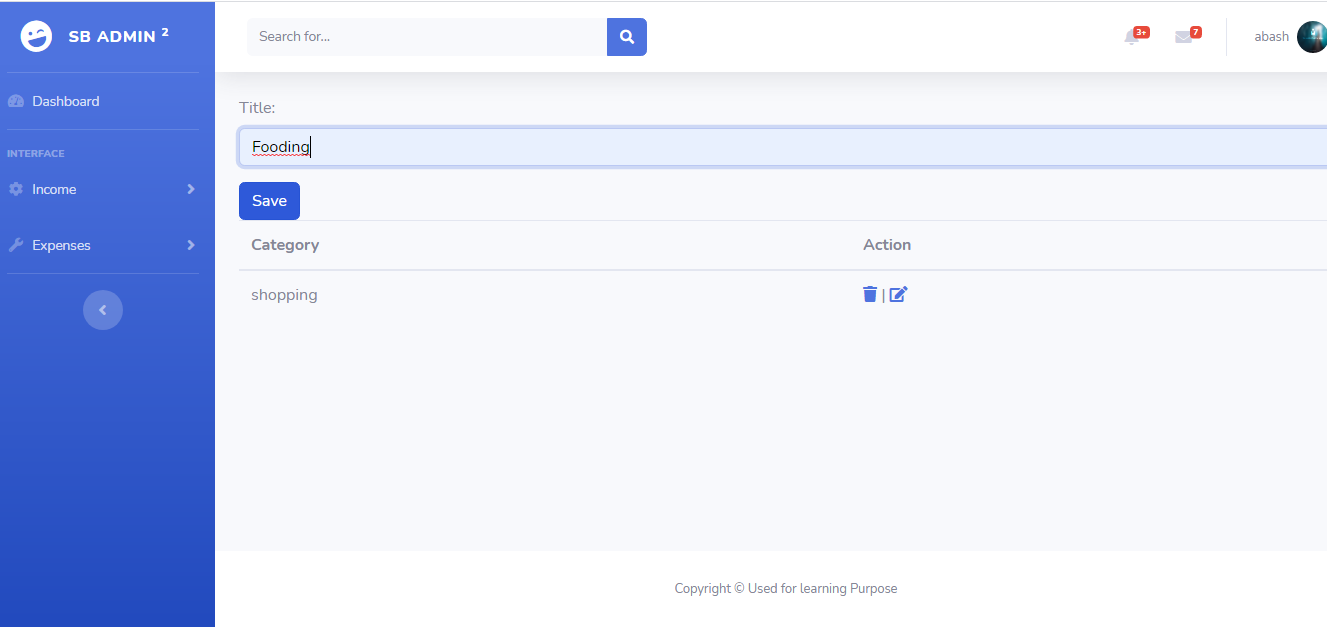 SB ADMIN 2
Search for...
3+
7
abash
Dashboard
INTERFACE
Income
Expenses
Title:
Fooding
Save
Category Action
shopping |
Copyright © Used for learning Purpose